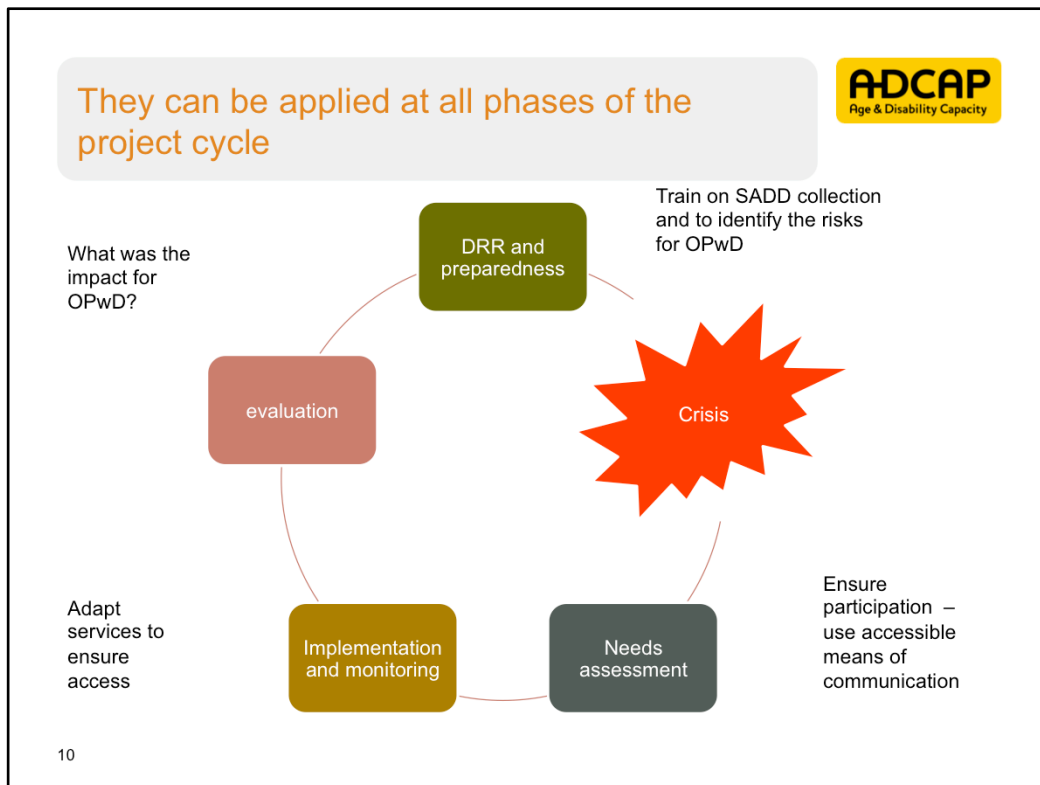 They can be applied at all phases of the
project cycle
ADCAP
Age & Disability Capacity
Train on SADD collection
and to identify the risks
for OPwD
DRR and
preparedness
What was the
impact for
OPwD?
evaluation
Crisis
Adapt
services to
ensure
access
Implementation
and monitoring
Needs
assessment
Ensure
participation –
use accessible
means of
communication
10